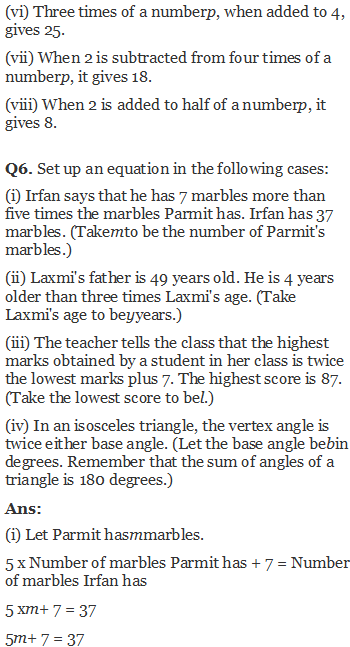 (vi) Three times of a numberp, when added to 4,
gives 25.
(vii) When 2 is subtracted from four times of a
numberp, it gives 18.
(viii) When 2 is added to half of a numberp, it
gives 8.
Q6. Set up an equation in the following cases:
(i) Irfan says that he has 7 marbles more than
five times the marbles Parmit has. Irfan has 37
marbles. (Takemto be the number of Parmit's
marbles.)
(ii) Laxmi's father is 49 years old. He is 4 years
older than three times Laxmi's age. (Take
Laxmi's age to beyyears.)
(iii) The teacher tells the class that the highest
marks obtained by a student in her class is twice
the lowest marks plus 7. The highest score is 87.
(Take the lowest score to bel.)
(iv) In an isosceles triangle, the vertex angle is
twice either base angle. (Let the base angle bebin
degrees. Remember that the sum of angles of a
triangle is 180 degrees.)
Ans:
(i) Let Parmit hasmmarbles.
5 x Number of marbles Parmit has + 7 = Number
of marbles Irfan has
5 xm+ 7 = 37
5m+ 7 = 37